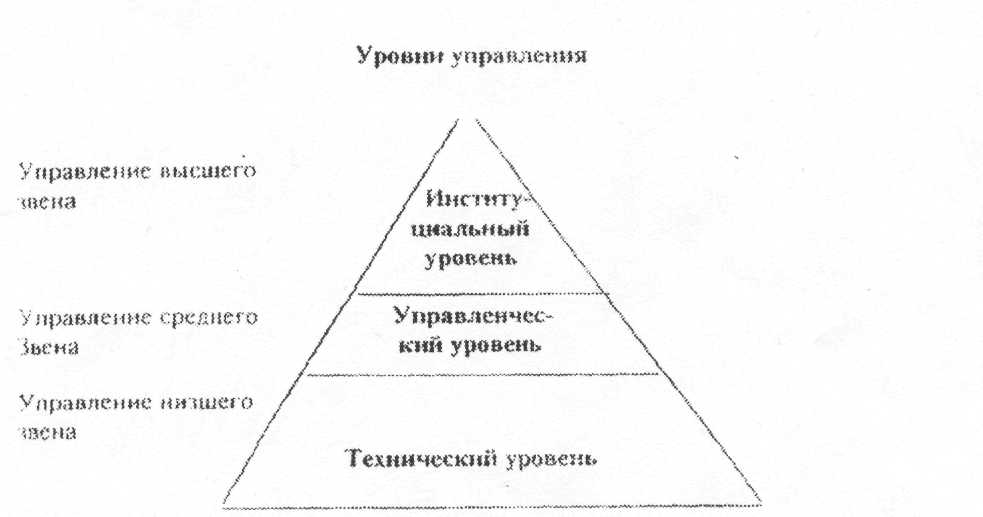 Уровни управления
Управление высшего
звена
Институ-
циальный
уровень
Управление среднего
Звена
Управленчес-
кий уровень
Управление низшего
звена
Технический уровень